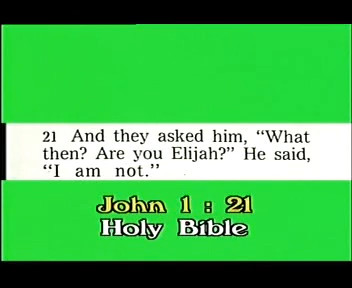 21 And they asked him, “What
then? Are you Elijah?” He said,
“I am not.”
John 1 : 21
Holy Bible